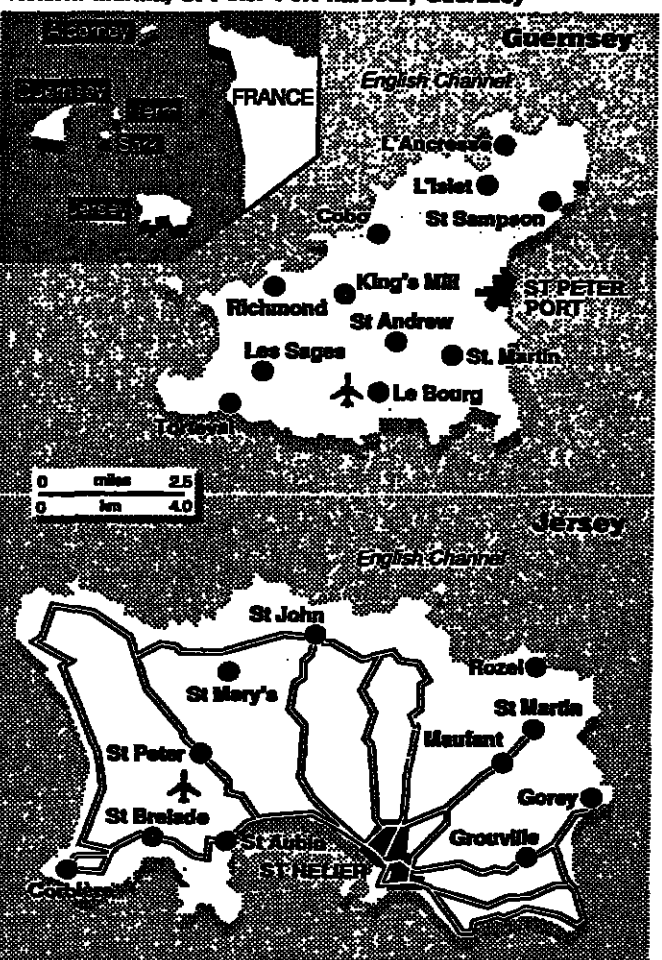 Guernsey
English Channel
FRANCE
Alderney
Guernsey
Herm
Sark
Jersey
L'Ancresse
L'Islet
St Sampson
Cobo
King's Mill
Richmond
ST PETER
PORT
St Andrew
Les Sages
St. Martin
Le Bourg
Torteval
0 miles 2.5
0 km 4.0
Jersey
English Channel
St John
Rozel
St Mary's
St Martin
Maufant
St Peter
Gorey
St Brelade
Grouville
St Aubin
ST HELIER
Corbière